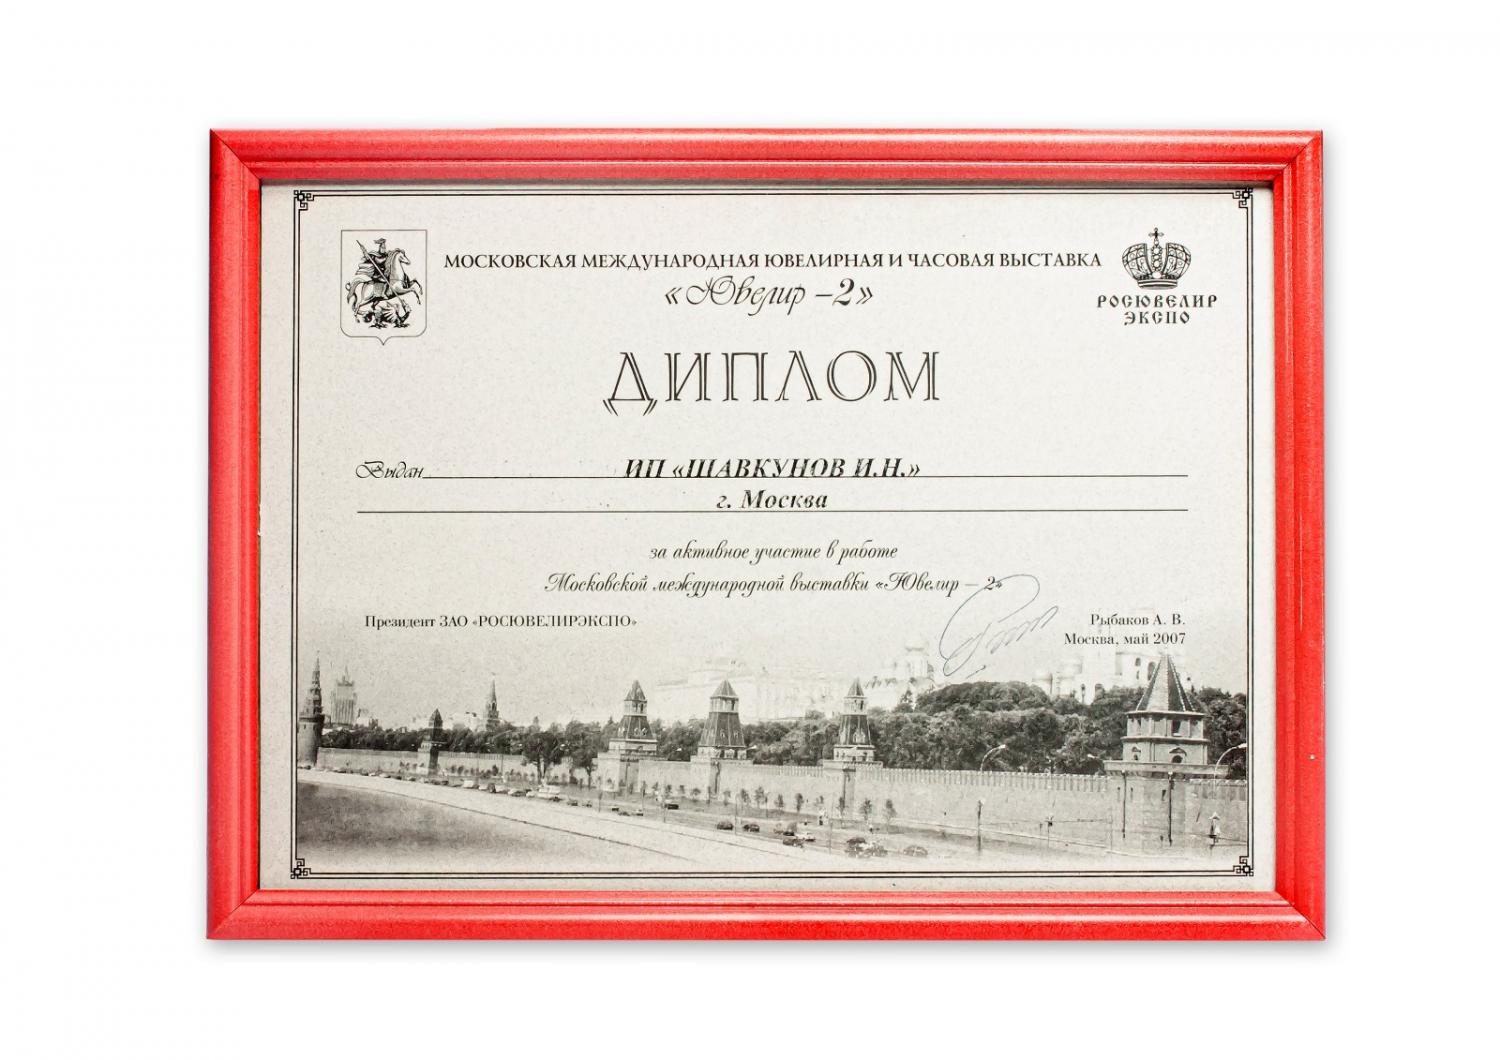 МОСКОВСКАЯ МЕЖДУНАРОДНАЯ ЮВЕЛИРНАЯ И ЧАСОВАЯ ВЫСТАВКА
«Ювелир –2»
РОСЮВЕЛИР
ЭКСПО
ДИПЛОМ
Выдан ИП «ШАВКУНОВ И.Н.»
г. Москва
за активное участие в работе
Московской международной выставки «Ювелир – 2»
Президент ЗАО «РОСЮВЕЛИРЭКСПО»
Рыбаков А. В.
Москва, май 2007